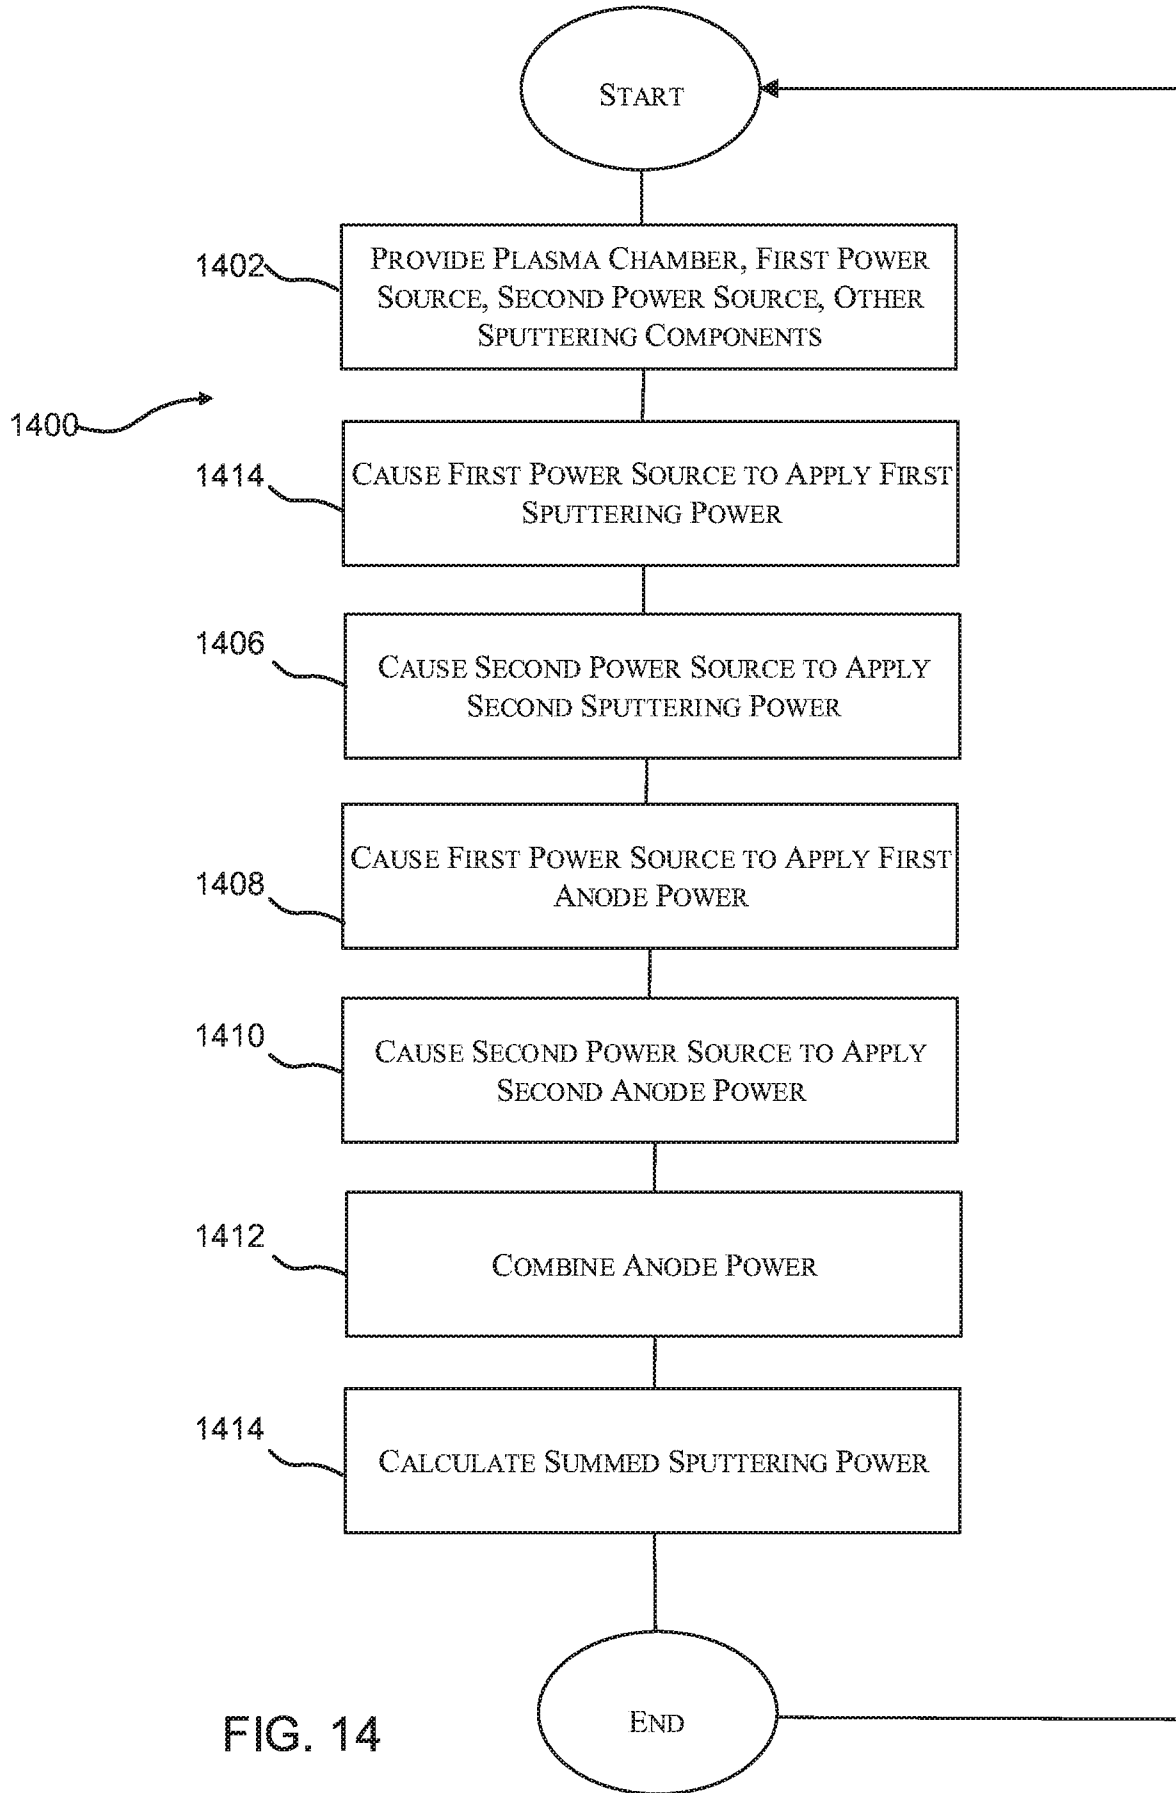 START
1402
PROVIDE PLASMA CHAMBER, FIRST POWER
SOURCE, SECOND POWER SOURCE, OTHER
SPUTTERING COMPONENTS
1400
1414
CAUSE FIRST POWER SOURCE TO APPLY FIRST
SPUTTERING POWER
1406
CAUSE SECOND POWER SOURCE TO APPLY
SECOND SPUTTERING POWER
1408
CAUSE FIRST POWER SOURCE TO APPLY FIRST
ANODE POWER
1410
CAUSE SECOND POWER SOURCE TO APPLY
SECOND ANODE POWER
1412
COMBINE ANODE POWER
1414
CALCULATE SUMMED SPUTTERING POWER
END
FIG. 14